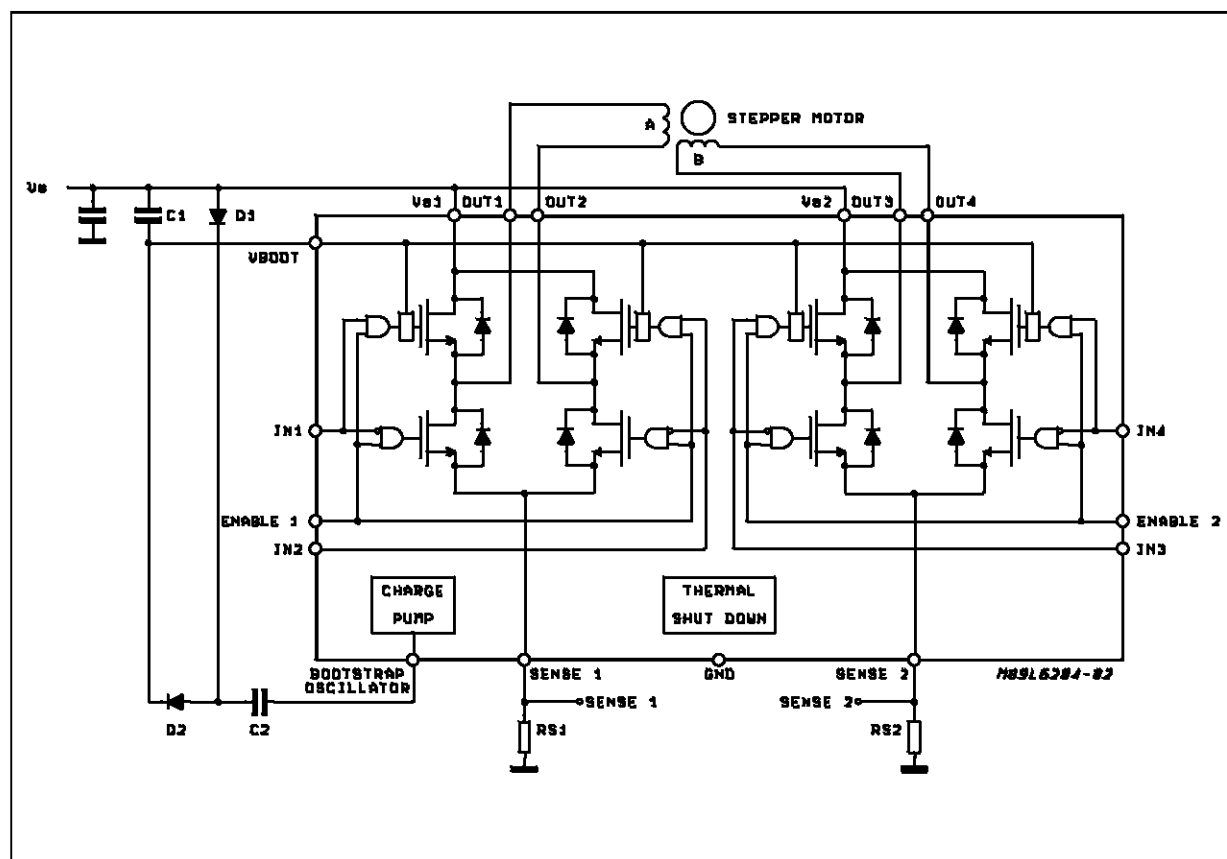 A
STEPPER MOTOR
B
Vs
C1
D1
Vs1
OUT1
OUT2
Vs2
OUT3
OUT4
VBOOT
IN1
IN4
ENABLE 1
ENABLE 2
IN2
IN3
CHARGE
PUMP
THERMAL
SHUT DOWN
BOOTSTRAP
OSCILLATOR
SENSE 1
GND
SENSE 2
M89L6204-02
SENSE 1
SENSE 2
D2
C2
RS1
RS2